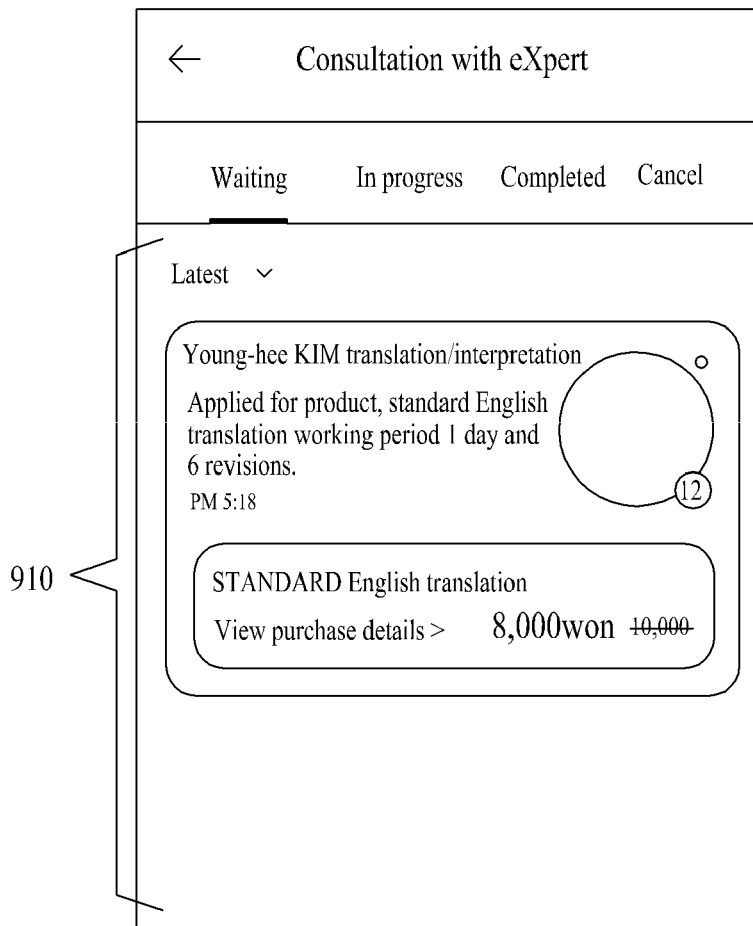 Consultation with eXpert
Waiting In progress Completed Cancel
Latest
Young-hee KIM translation/interpretation
Applied for product, standard English
translation working period 1 day and
6 revisions.
PM 5:18
12
910
STANDARD English translation
View purchase details > 8,000won 10,000